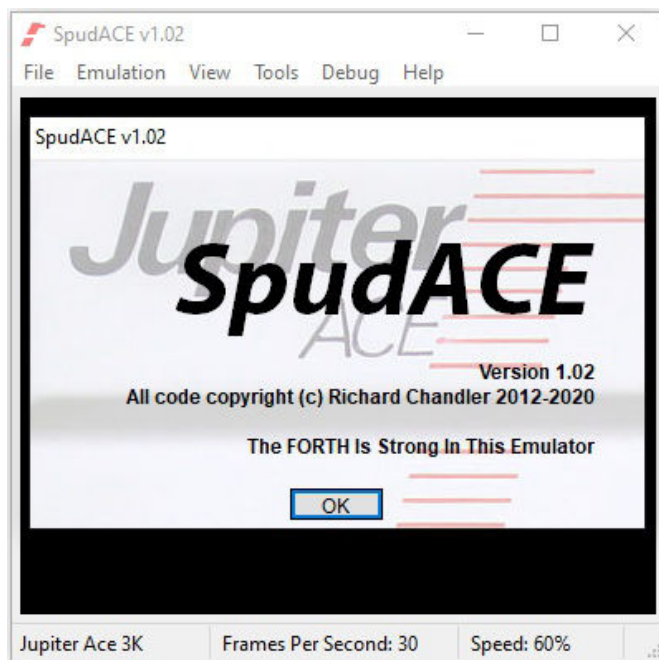 SpudACE v1.02
File Emulation View Tools Debug Help
SpudACE v1.02
Jupiter
SpudACE
ACE
Version 1.02
All code copyright (c) Richard Chandler 2012-2020
The FORTH Is Strong In This Emulator
OK
Jupiter Ace 3K Frames Per Second: 30 Speed: 60%